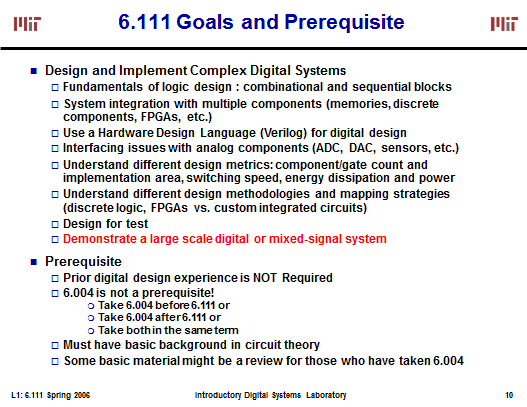 MIT
6.111 Goals and Prerequisite
MIT
Design and Implement Complex Digital Systems
Fundamentals of logic design : combinational and sequential blocks
System integration with multiple components (memories, discrete
components, FPGAs, etc.)
Use a Hardware Design Language (Verilog) for digital design
Interfacing issues with analog components (ADC, DAC, sensors, etc.)
Understand different design metrics: component/gate count and
implementation area, switching speed, energy dissipation and power
Understand different design methodologies and mapping strategies
(discrete logic, FPGAs vs. custom integrated circuits)
Design for test
Demonstrate a large scale digital or mixed-signal system
Prerequisite
Prior digital design experience is NOT Required
6.004 is not a prerequisite!
Take 6.004 before 6.111 or
Take 6.004 after 6.111 or
Take both in the same term
Must have basic background in circuit theory
Some basic material might be a review for those who have taken 6.004
L1: 6.111 Spring 2006
Introductory Digital Systems Laboratory
10